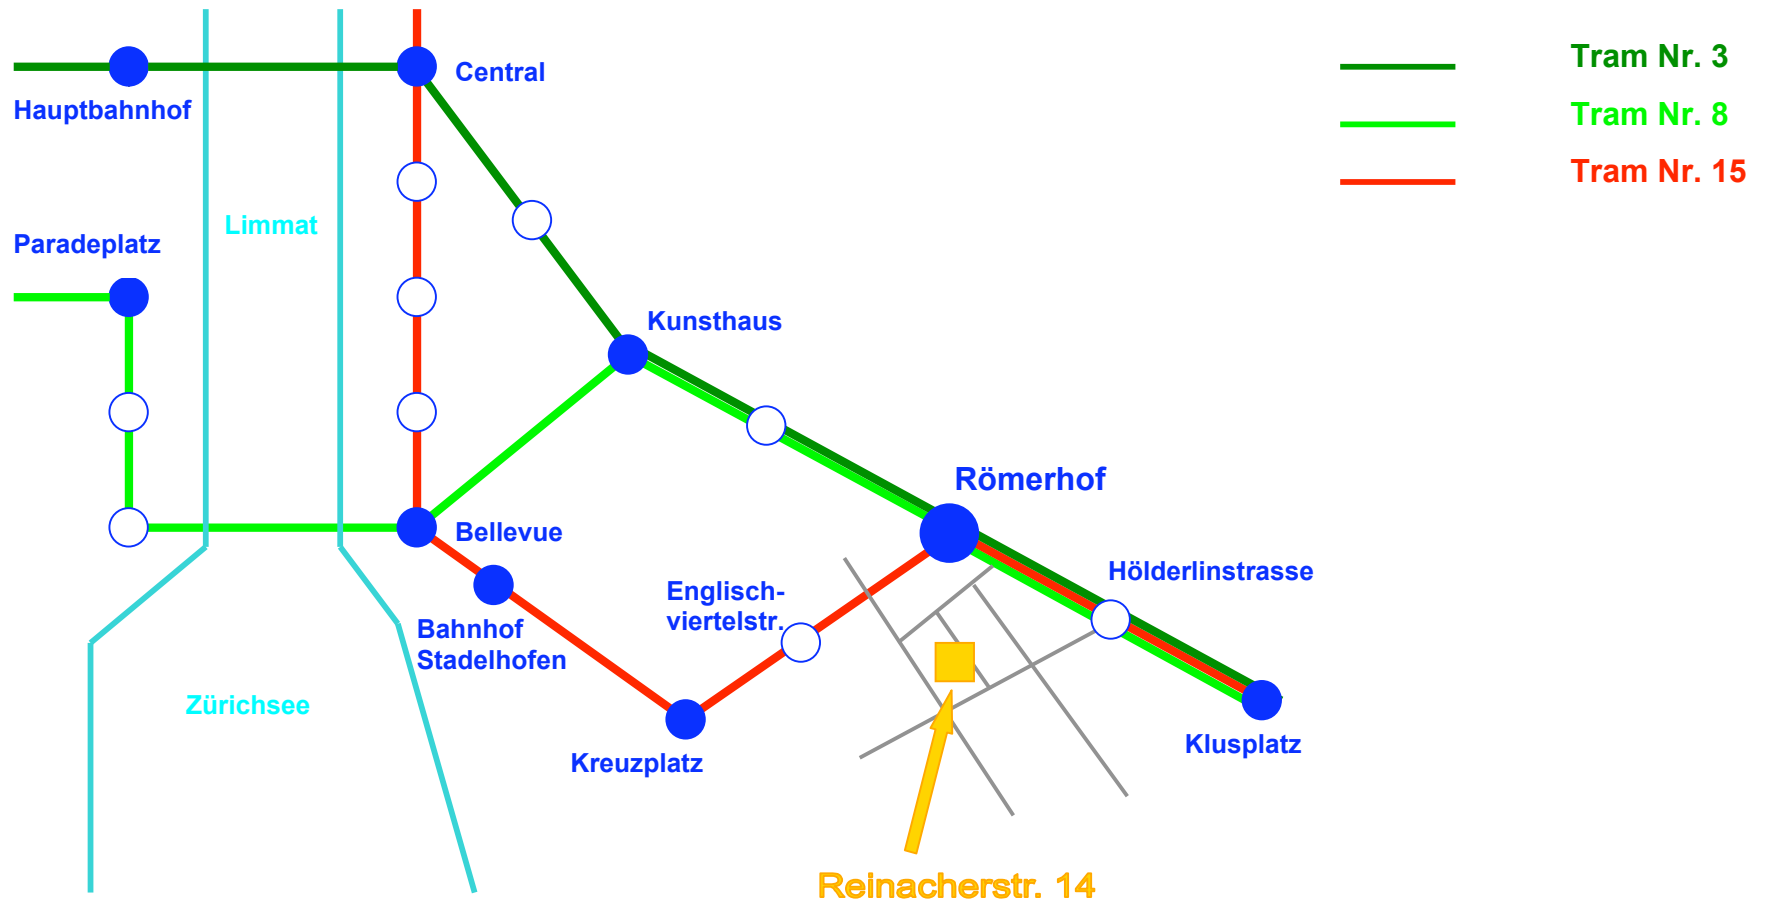 Tram Nr. 3
Central
Hauptbahnhof
Tram Nr. 8
Tram Nr. 15
Limmat
Paradeplatz
Kunsthaus
Römerhof
Bellevue
Hölderlinstrasse
Englisch-
viertelstr.
Bahnhof
Stadelhofen
Zürichsee
Klusplatz
Kreuzplatz
Reinacherstr. 14